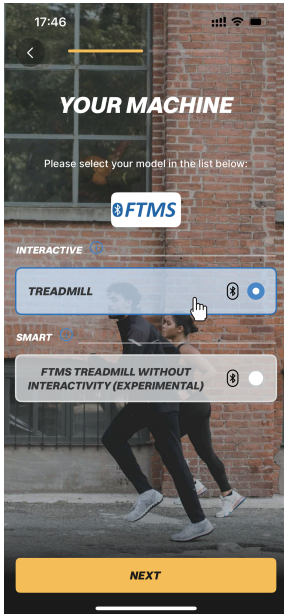 17:46
YOUR MACHINE
Please select your model in the list below:
FTMS
INTERACTIVE
TREADMILL
SMART
FTMS TREADMILL WITHOUT
INTERACTIVITY (EXPERIMENTAL)
NEXT